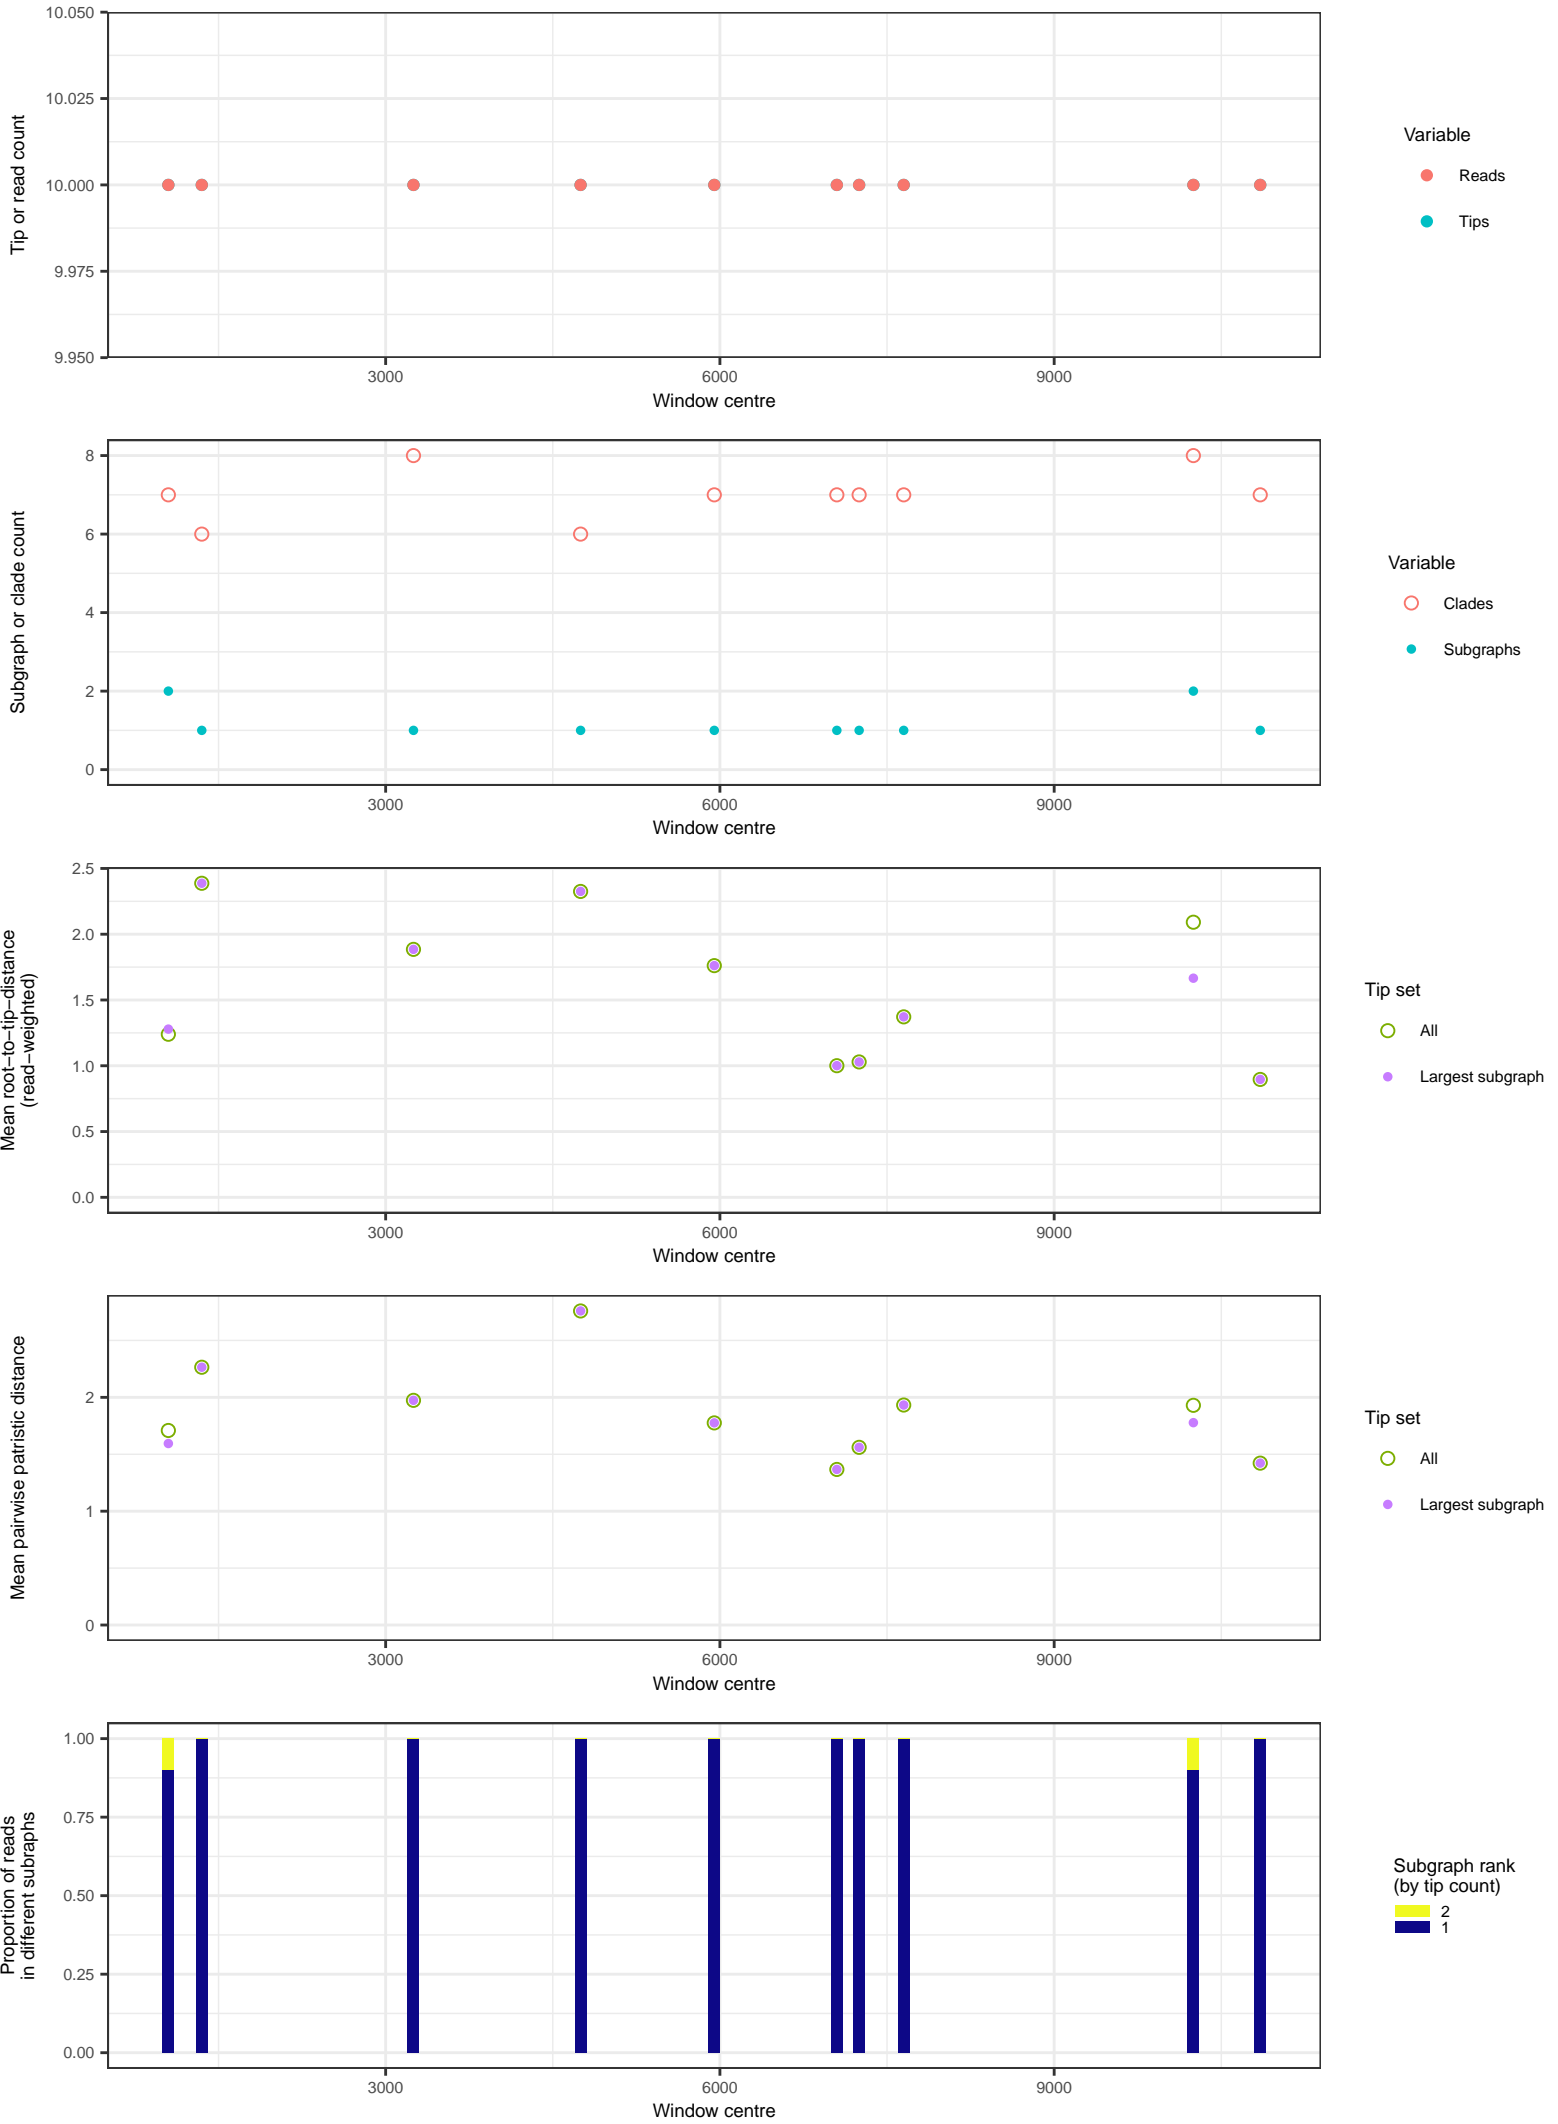 10.050
10.025
10.000
9.975
9.950
Tip or read count
3000 6000 9000
Window centre
Variable
Reads
Tips
8
6
4
2
0
Subgraph or clade count
3000 6000 9000
Window centre
Variable
Clades
Subgraphs
2.5
2.0
1.5
1.0
0.5
0.0
Mean root−to−tip−distance
(read−weighted)
3000 6000 9000
Window centre
Tip set
All
Largest subgraph
2
1
0
Mean pairwise patristic distance
3000 6000 9000
Window centre
Tip set
All
Largest subgraph
1.00
0.75
0.50
0.25
0.00
Proportion of reads
in different subraphs
3000 6000 9000
Window centre
Subgraph rank
(by tip count)
2
1